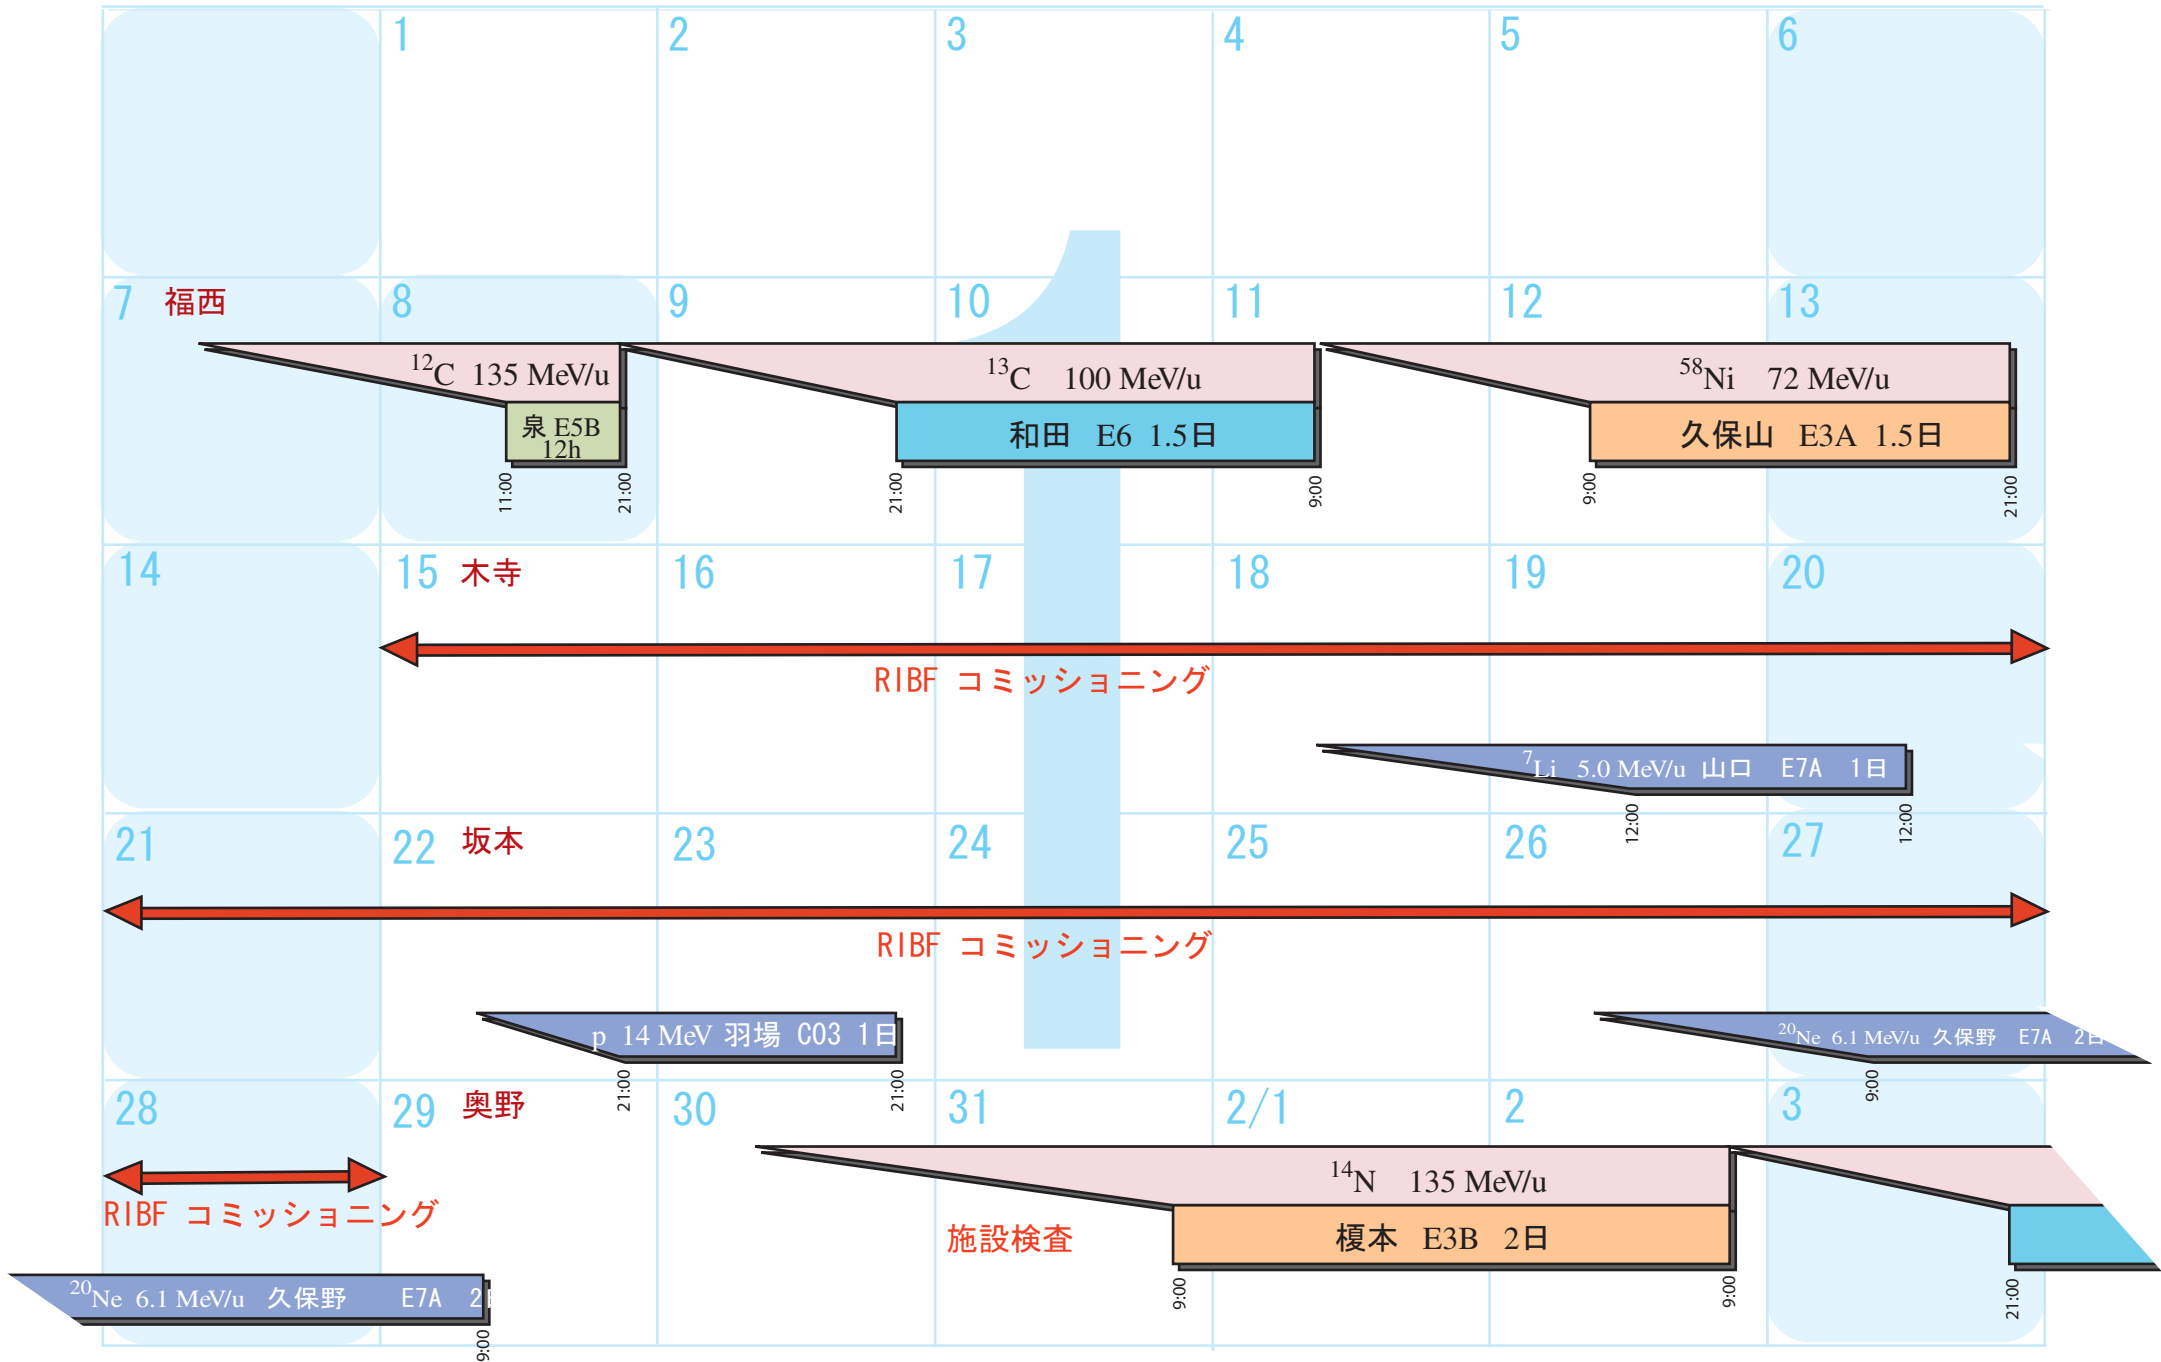 1 2 3 4 5 6
7 福西 8 9 10 11 12 13
12C 135 MeV/u
13C 100 MeV/u
58Ni 72 MeV/u
泉 E5B
12h
和田 E6 1.5日
久保山 E3A 1.5日
11:00 21:00 21:00 9:00 9:00 21:00
14 15 木寺 16 17 18 19 20
RIBF コミッショニング
7Li 5.0 MeV/u 山口 E7A 1日
12:00 12:00
21 22 坂本 23 24 25 26 27
RIBF コミッショニング
p 14 MeV 羽場 C03 1日
20Ne 6.1 MeV/u 久保野 E7A 2日
21:00 21:00 9:00
28 29 奥野 30 31 2/1 2 3
14N 135 MeV/u
RIBF コミッショニング
施設検査
榎本 E3B 2日
9:00 9:00 21:00
20Ne 6.1 MeV/u 久保野 E7A 2日
9:00